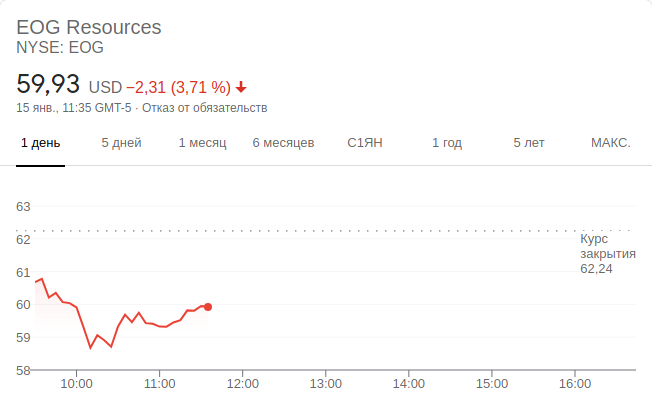 EOG Resources
NYSE: EOG
59,93 USD −2,31 (3,71 %)
15 янв., 11:35 GMT-5 · Отказ от обязательств
1 день 5 дней 1 месяц 6 месяцев С1ЯН 1 год 5 лет МАКС.
63
62
61
60
59
58
Курс
закрытия
62,24
10:00 11:00 12:00 13:00 14:00 15:00 16:00